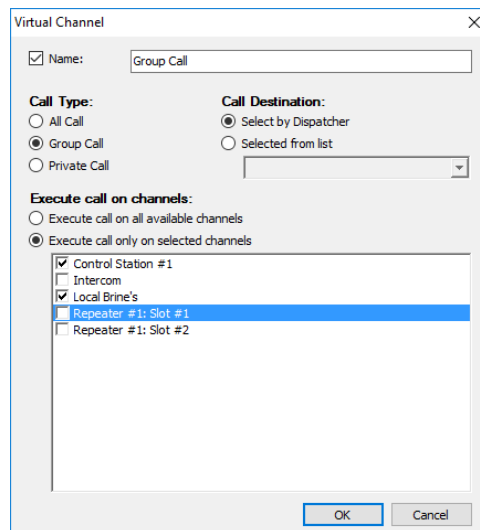 Virtual Channel
Name: Group Call
Call Type: Call Destination:
All Call Select by Dispatcher
Group Call Selected from list
Private Call
Execute call on channels:
Execute call on all available channels
Execute call only on selected channels
Control Station #1
Intercom
Local Brine's
Repeater #1: Slot #1
Repeater #1: Slot #2
OK Cancel